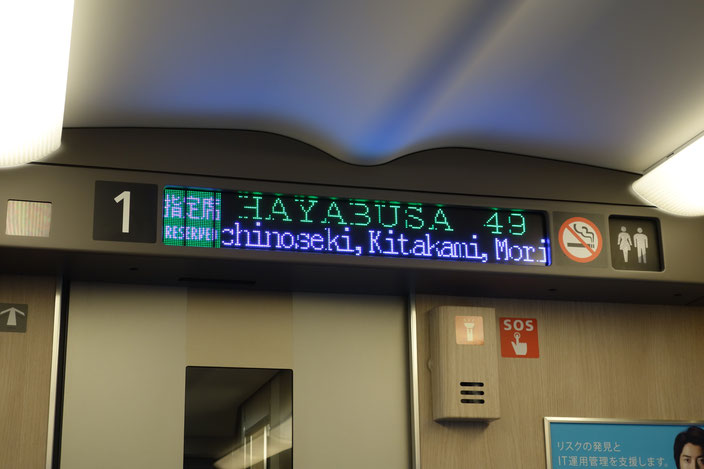 1
指定席 HAYABUSA 49
RESERVED chinoseki, Kitakami, Mori
SOS
リスクの発見と
IT運用管理を支援します。